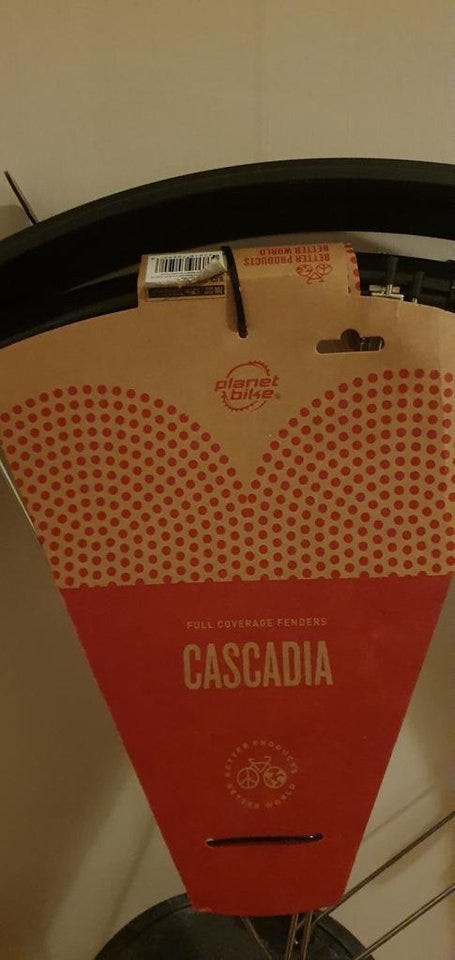 BETTER PRODUCTS
BETTER WORLD
planet
bike
FULL COVERAGE FENDERS
CASCADIA
BETTER PRODUCTS
BETTER WORLD